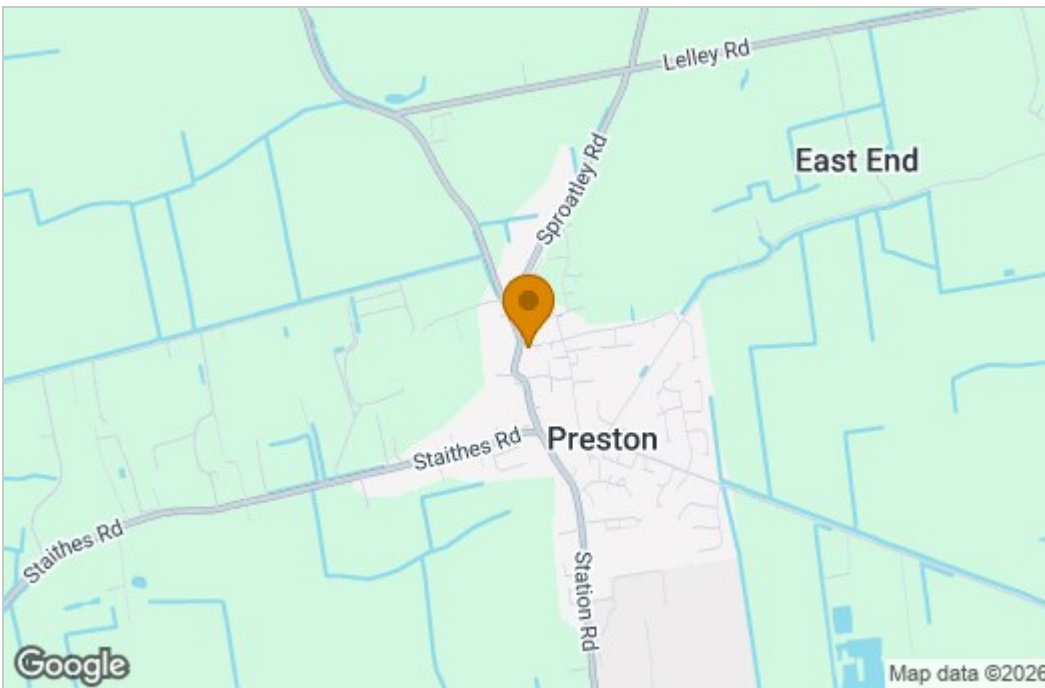 Lelley Rd
East End
Sproatley Rd
Preston
Staithes Rd
Staithes Rd
Station Rd
Google
Map data ©2026